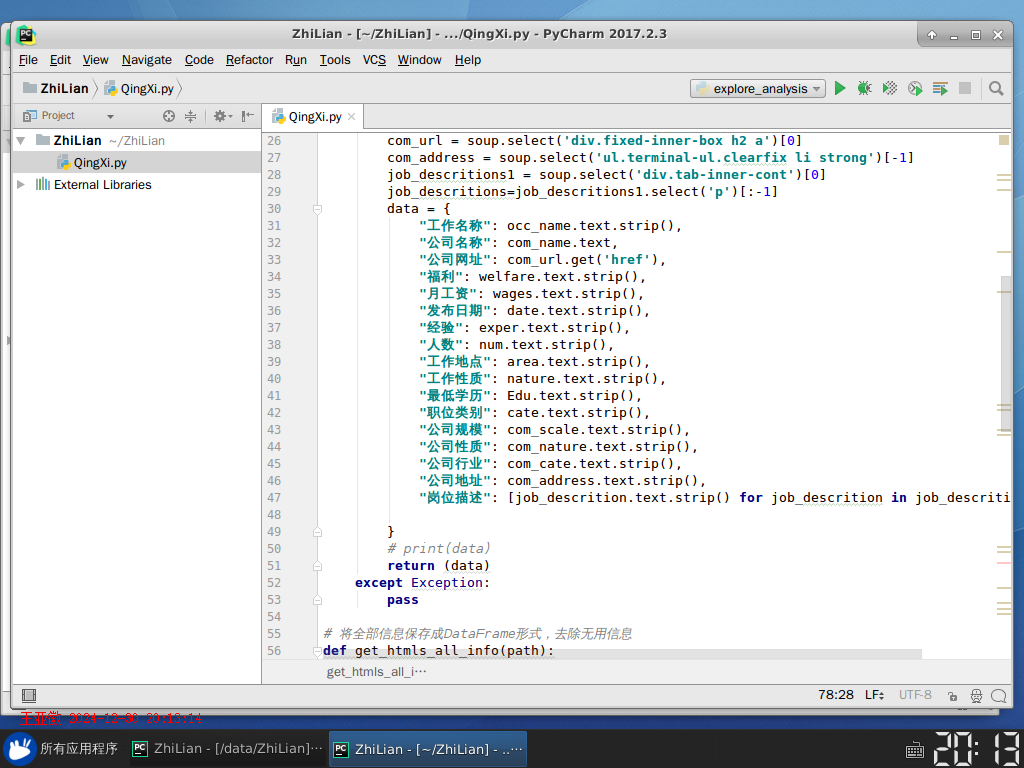 ZhiLian - [~/ZhiLian] - .../QingXi.py - PyCharm 2017.2.3
File Edit View Navigate Code Refactor Run Tools VCS Window Help
ZhiLian QingXi.py explore_analysis
Project QingXi.py
ZhiLian ~/ZhiLian
QingXi.py
External Libraries
26 com_url = soup.select('div.fixed-inner-box h2 a')[0]
27 com_address = soup.select('ul.terminal-ul.clearfix li strong')[-1]
28 job_descritions1 = soup.select('div.tab-inner-cont')[0]
29 job_descritions=job_descritions1.select('p')[:-1]
30 data = {
31 "工作名称": occ_name.text.strip(),
32 "公司名称": com_name.text,
33 "公司网址": com_url.get('href'),
34 "福利": welfare.text.strip(),
35 "月工资": wages.text.strip(),
36 "发布日期": date.text.strip(),
37 "经验": exper.text.strip(),
38 "人数": num.text.strip(),
39 "工作地点": area.text.strip(),
40 "工作性质": nature.text.strip(),
41 "最低学历": Edu.text.strip(),
42 "职位类别": cate.text.strip(),
43 "公司规模": com_scale.text.strip(),
44 "公司性质": com_nature.text.strip(),
45 "公司行业": com_cate.text.strip(),
46 "公司地址": com_address.text.strip(),
47 "岗位描述": [job_descrition.text.strip() for job_descrition in job_descriti
48
49 }
50 # print(data)
51 return (data)
52 except Exception:
53 pass
54
55 # 将全部信息保存成DataFrame形式，去除无用信息
56 def get_htmls_all_info(path):
get_htmls_all_i…
78:28 LF UTF-8
所有应用程序 ZhiLian - [/data/ZhiLian]… ZhiLian - [~/ZhiLian] - ..… 20:13